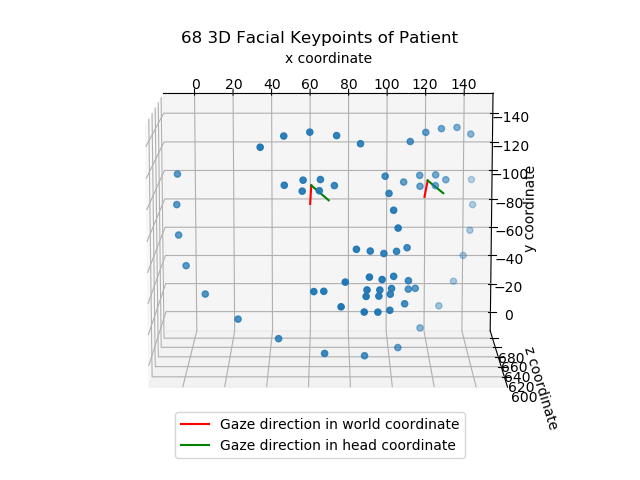 68 3D Facial Keypoints of Patient
x coordinate
0 20 40 60 80 100 120 140
−140
−120
−100
−80
−60
−40
−20
0
y coordinate
680
660
640
620
600
z coordinate
Gaze direction in world coordinate
Gaze direction in head coordinate